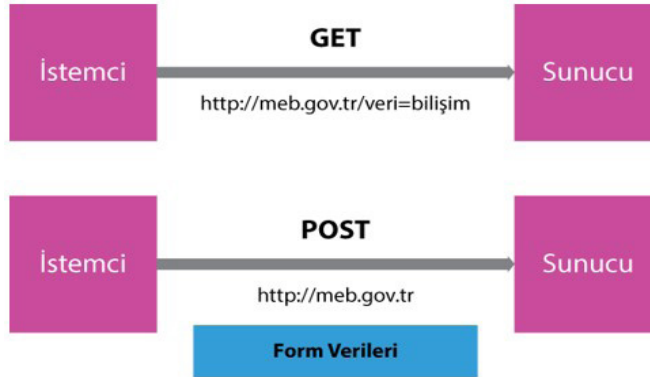 GET
İstemci
Sunucu
http://meb.gov.tr/veri=bilişim
POST
İstemci
Sunucu
http://meb.gov.tr
Form Verileri